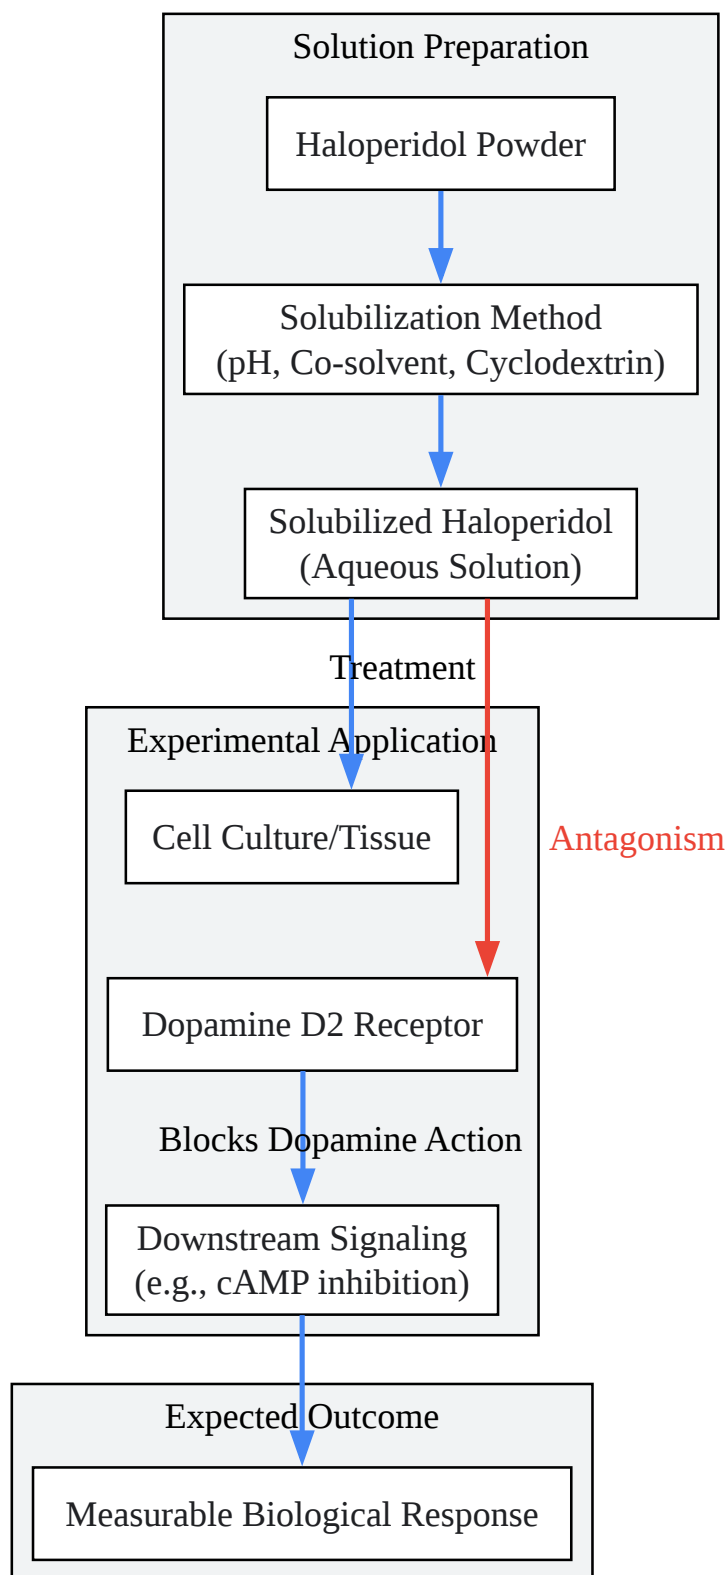 Solution Preparation
Haloperidol Powder
Solubilization Method
(pH, Co-solvent, Cyclodextrin)
Solubilized Haloperidol
(Aqueous Solution)
Treatment
Experimental Application
Cell Culture/Tissue
Antagonism
Dopamine D2 Receptor
Blocks Dopamine Action
Downstream Signaling
(e.g., cAMP inhibition)
Expected Outcome
Measurable Biological Response